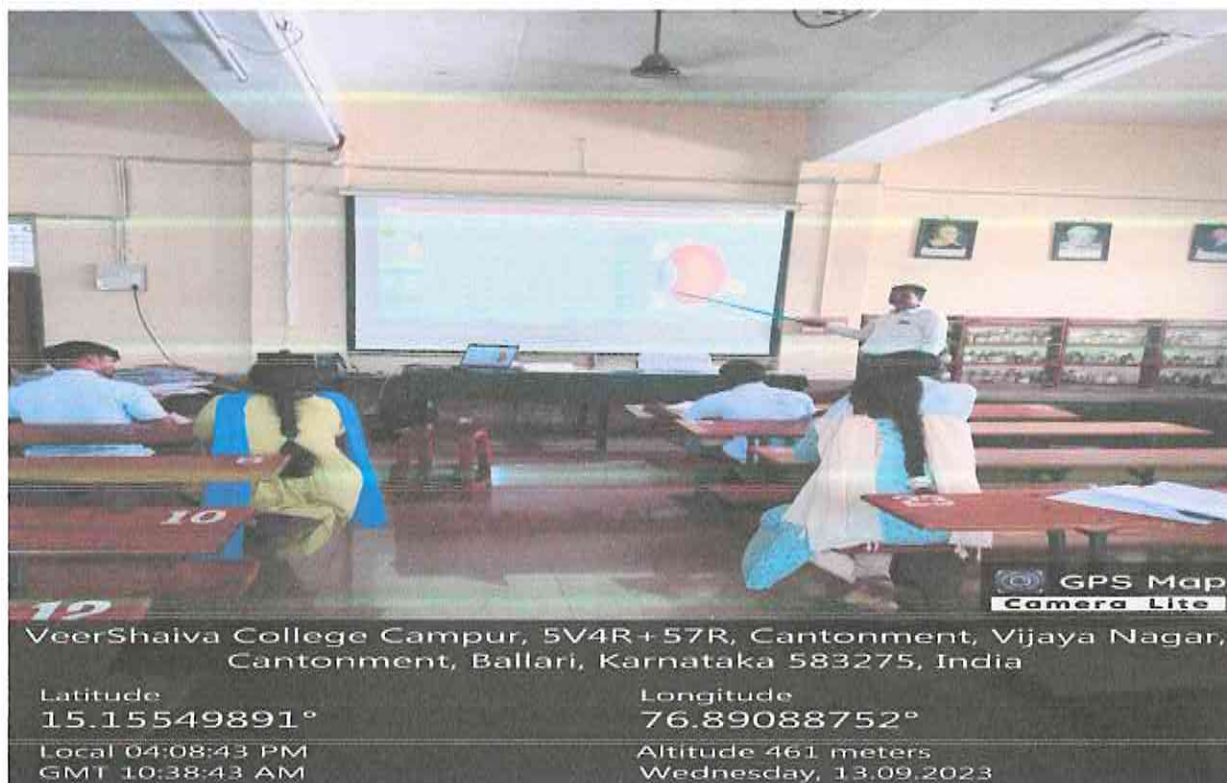 10
12
GPS Map
Camera Lite
VeerShaiva College Campur, 5V4R+57R, Cantonment, Vijaya Nagar,
Cantonment, Ballari, Karnataka 583275, India
Latitude
15.15549891°
Longitude
76.89088752°
Local 04:08:43 PM
GMT 10:38:43 AM
Altitude 461 meters
Wednesday, 13.09.2023